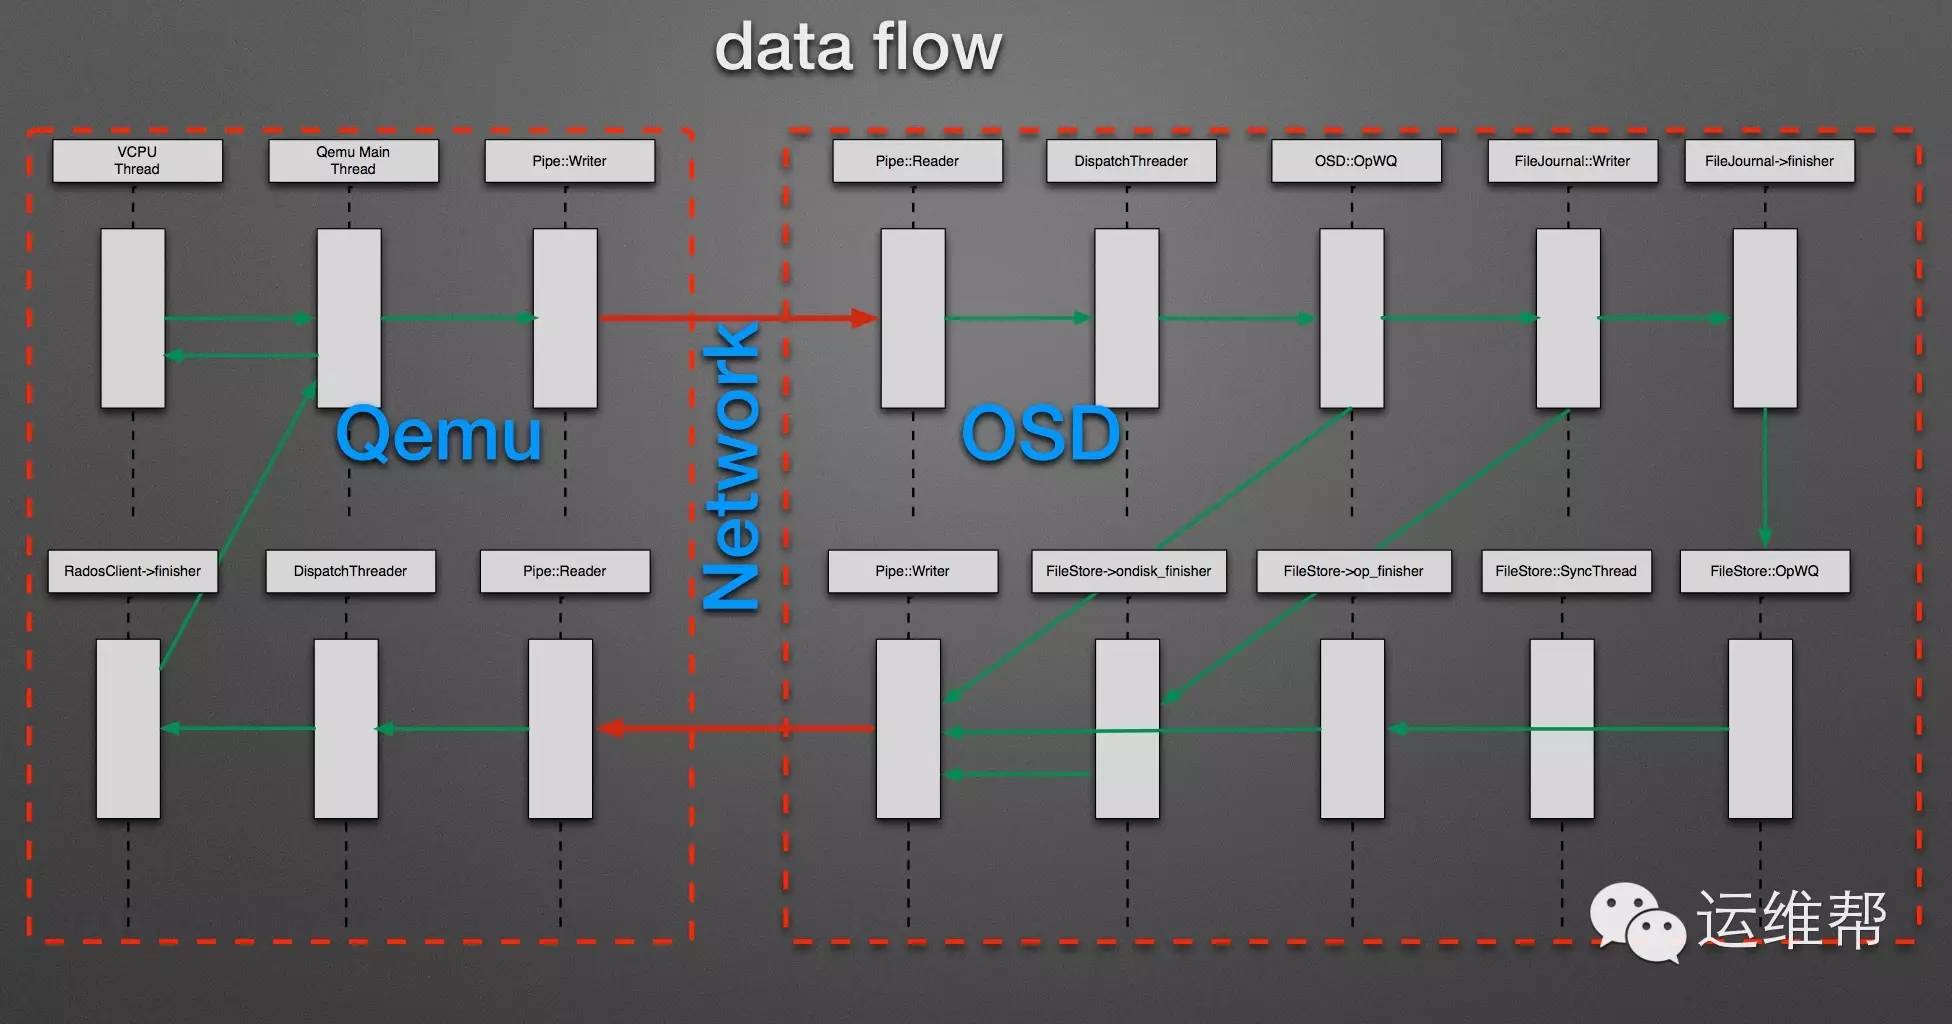 data flow
VCPU
Thread
Qemu Main
Thread
Pipe::Writer
Pipe::Reader
DispatchThreader
OSD::OpWQ
FileJournal::Writer
FileJournal->finisher
Qemu
Network
OSD
RadosClient->finisher
DispatchThreader
Pipe::Reader
Pipe::Writer
FileStore->ondisk_finisher
FileStore->op_finisher
FileStore::SyncThread
FileStore::OpWQ
运维帮